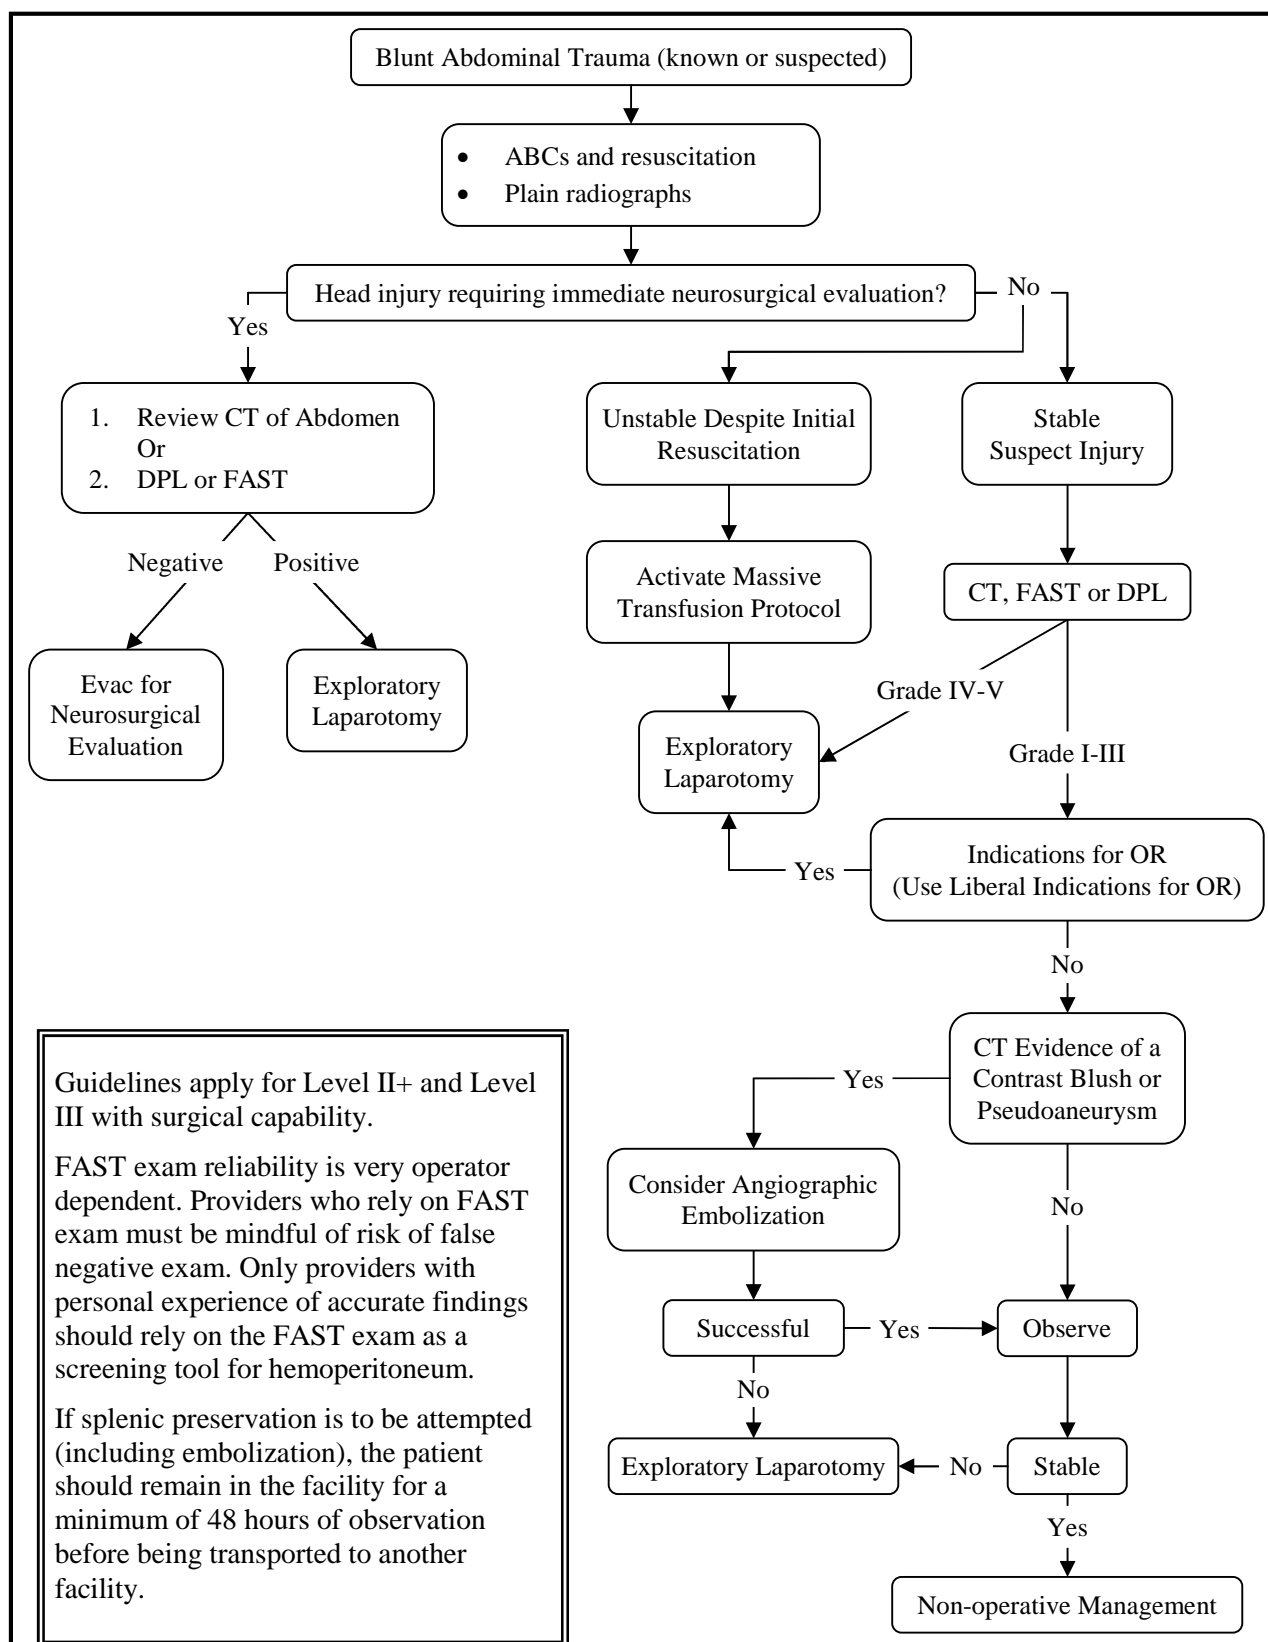 Blunt Abdominal Trauma (known or suspected)
• ABCs and resuscitation
• Plain radiographs
Head injury requiring immediate neurosurgical evaluation?
No
Yes
1. Review CT of Abdomen
Or
2. DPL or FAST
Unstable Despite Initial
Resuscitation
Stable
Suspect Injury
Negative
Positive
Activate Massive
Transfusion Protocol
CT, FAST or DPL
Evac for
Neurosurgical
Evaluation
Exploratory
Laparotomy
Grade IV-V
Exploratory
Laparotomy
Grade I-III
Yes
Indications for OR
(Use Liberal Indications for OR)
No
CT Evidence of a
Contrast Blush or
Pseudoaneurysm
Yes
Consider Angiographic
Embolization
No
Successful
Yes
Observe
No
Exploratory Laparotomy
No
Stable
Yes
Non-operative Management
Guidelines apply for Level II+ and Level
III with surgical capability.
FAST exam reliability is very operator
dependent. Providers who rely on FAST
exam must be mindful of risk of false
negative exam. Only providers with
personal experience of accurate findings
should rely on the FAST exam as a
screening tool for hemoperitoneum.
If splenic preservation is to be attempted
(including embolization), the patient
should remain in the facility for a
minimum of 48 hours of observation
before being transported to another
facility.